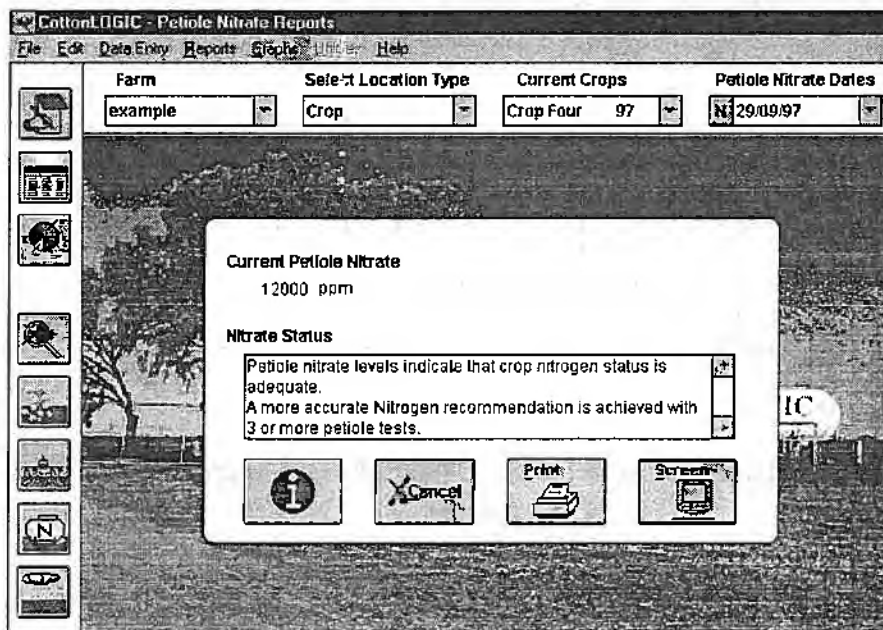 CottonLOGIC - Petiole Nitrate Reports
File Edit Data Entry Reports Graphs Utilities Help
Farm Select Location Type Current Crops Petiole Nitrate Dates
example Crop Crop Four 97 N 29/09/97
Current Petiole Nitrate
12000 ppm
Nitrate Status
Petiole nitrate levels indicate that crop nitrogen status is
adequate.
A more accurate Nitrogen recommendation is achieved with
3 or more petiole tests.
IC
i Cancel Print Screen
N